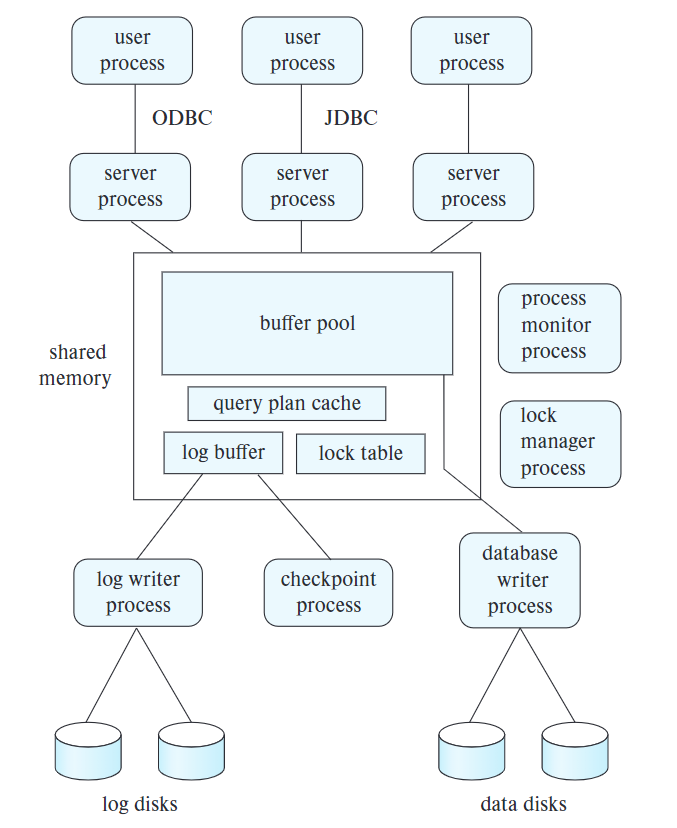 user
process
user
process
user
process
ODBC
JDBC
server
process
server
process
server
process
shared
memory
buffer pool
query plan cache
log buffer
lock table
process
monitor
process
lock
manager
process
log writer
process
checkpoint
process
database
writer
process
log disks
data disks